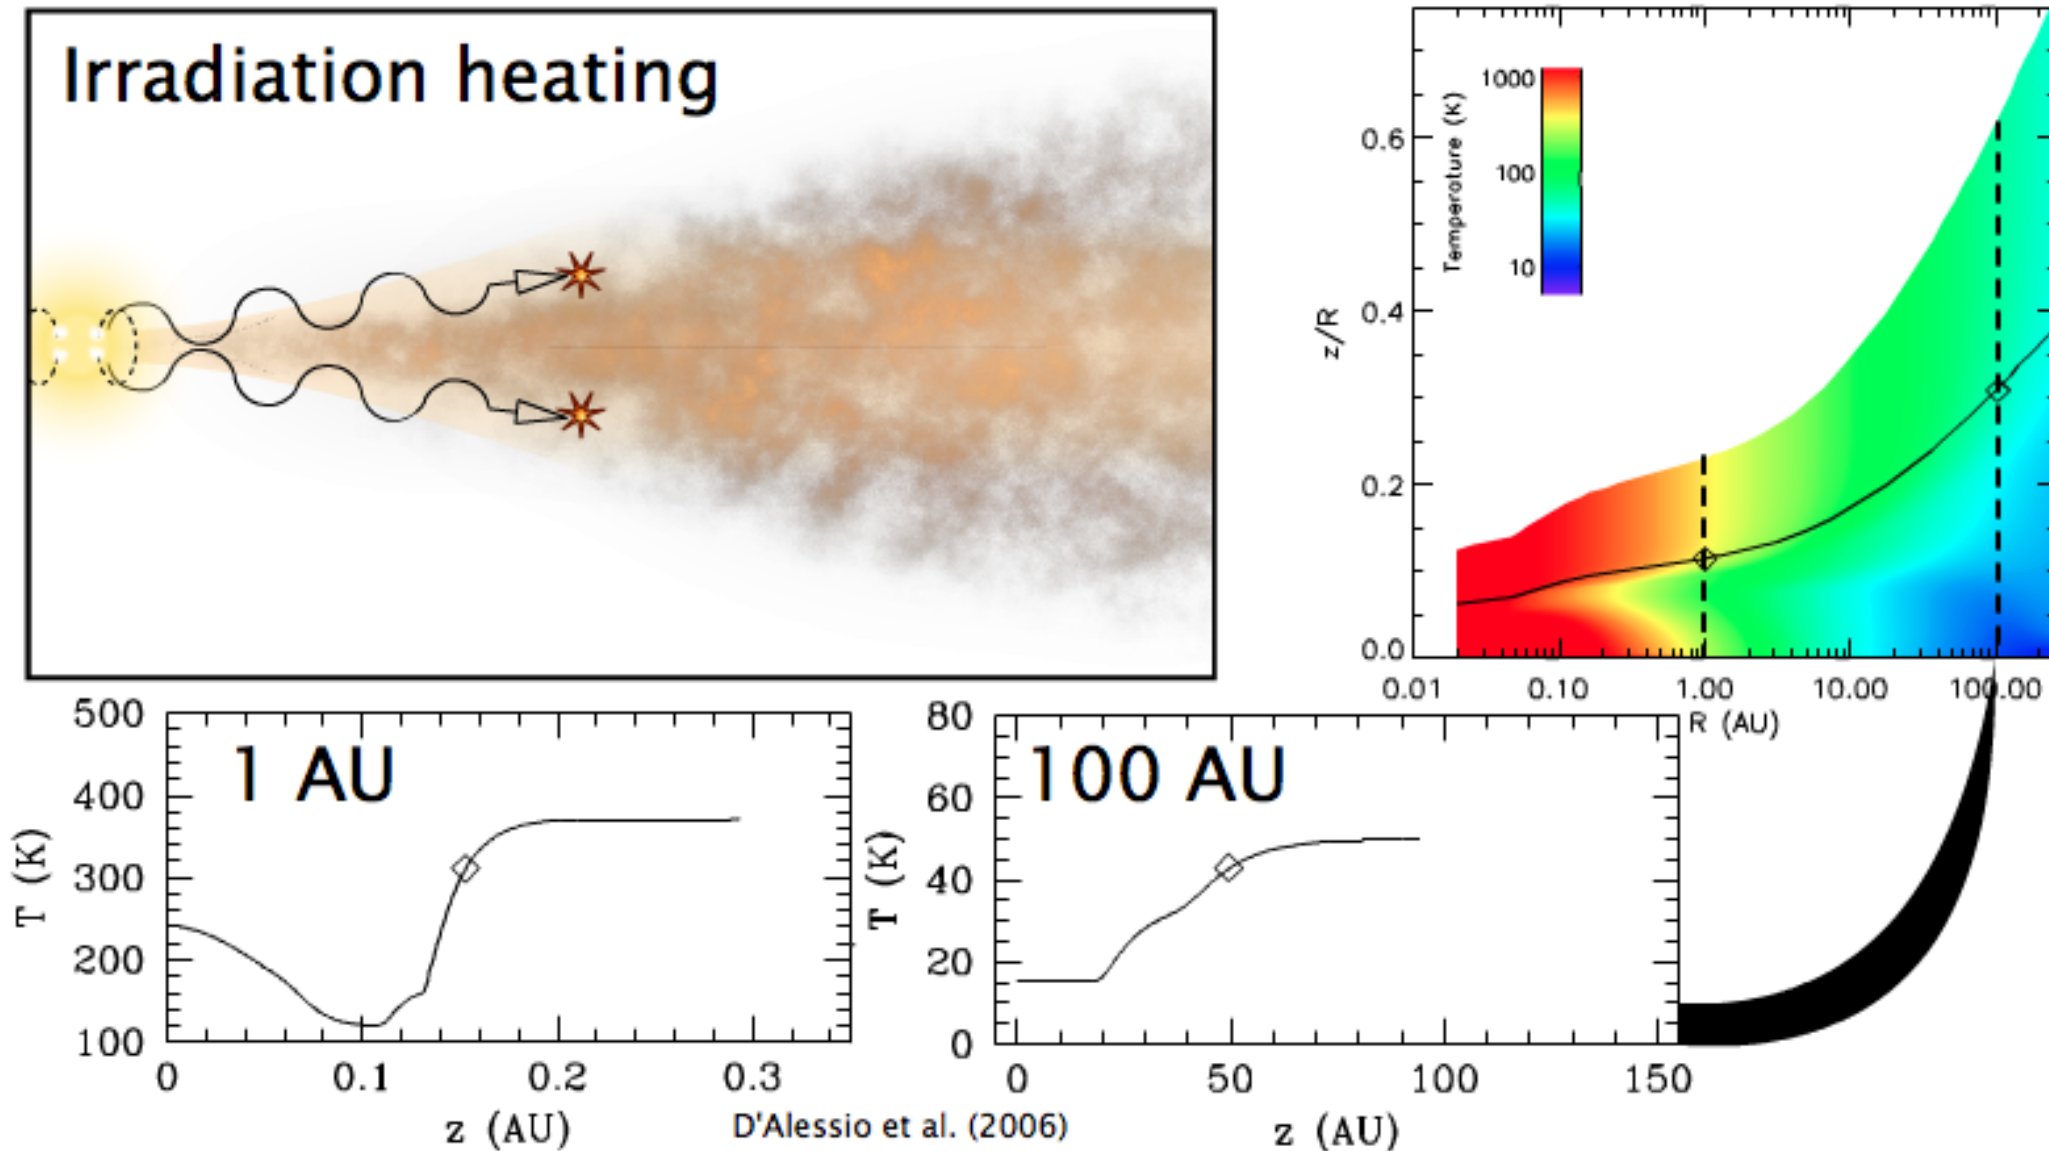 Irradiation heating
Temperature (K)
1000
100
10
z/R
0.6
0.4
0.2
0.0
0.01 0.10 1.00 10.00 100.00
R (AU)
1 AU
T (K)
500
400
300
200
100
0 0.1 0.2 0.3
z (AU)
100 AU
T (K)
80
60
40
20
0
0 50 100 150
z (AU)
D'Alessio et al. (2006)